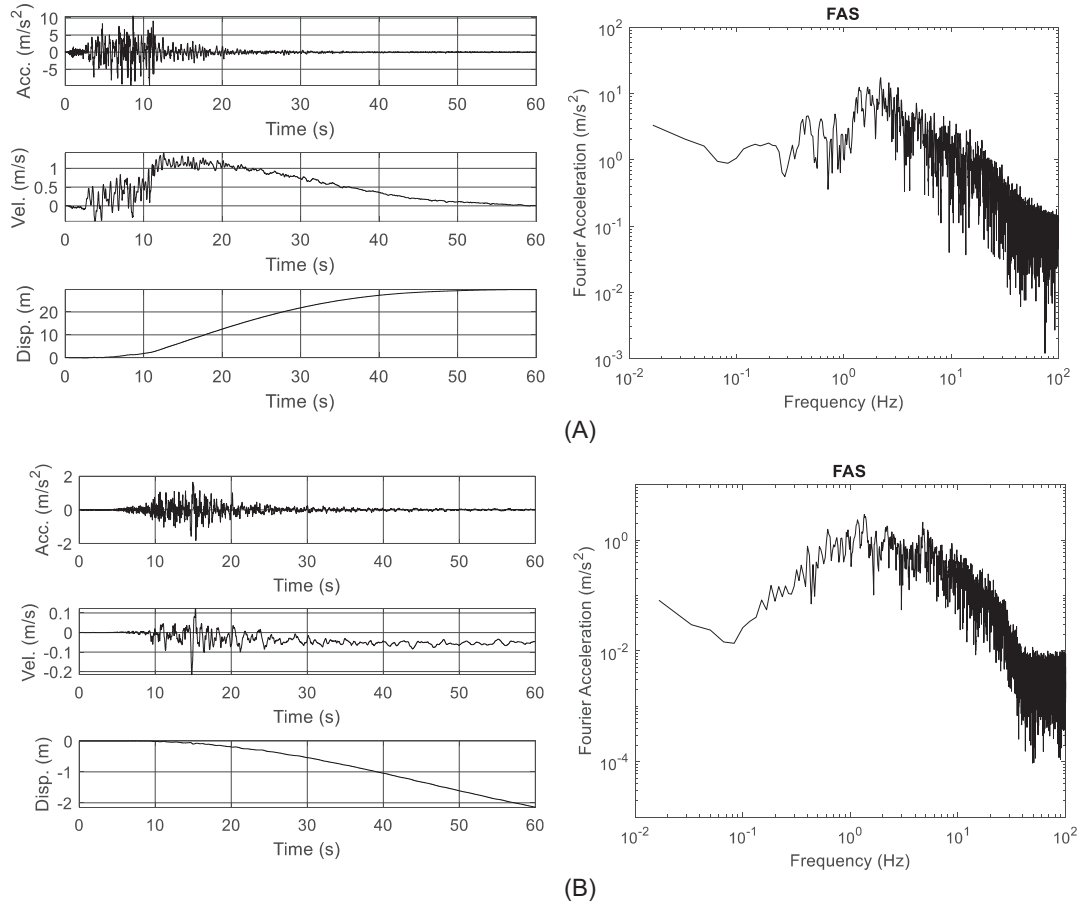 Acc. (m/s²)
10
5
0
-5
0 10 20 30 40 50 60
Time (s)
Vel. (m/s)
1
0.5
0
0 10 20 30 40 50 60
Time (s)
Disp. (m)
20
10
0
0 10 20 30 40 50 60
Time (s)
FAS
Fourier Acceleration (m/s²)
10²
10¹
10⁰
10⁻¹
10⁻²
10⁻³
10⁻² 10⁻¹ 10⁰ 10¹ 10²
Frequency (Hz)
(A)
Acc. (m/s²)
2
0
-2
0 10 20 30 40 50 60
Time (s)
Vel. (m/s)
0.1
0
-0.1
-0.2
0 10 20 30 40 50 60
Time (s)
Disp. (m)
0
-1
-2
0 10 20 30 40 50 60
Time (s)
FAS
Fourier Acceleration (m/s²)
10⁰
10⁻²
10⁻⁴
10⁻² 10⁻¹ 10⁰ 10¹ 10²
Frequency (Hz)
(B)